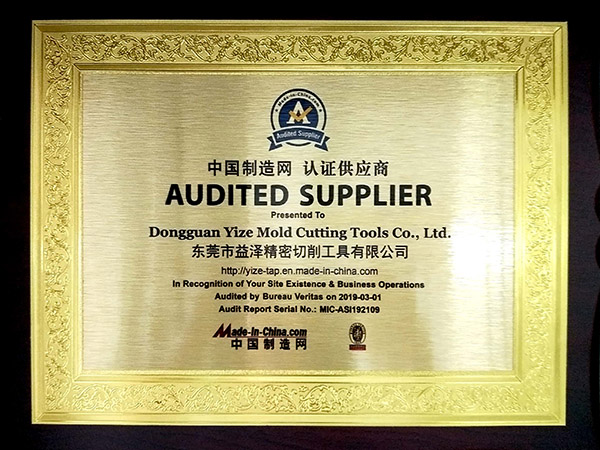 Made-in-China.com
A
Audited Supplier
中国制造网 认证供应商
AUDITED SUPPLIER
Presented To
Dongguan Yize Mold Cutting Tools Co., Ltd.
东莞市益泽精密切削工具有限公司
http://yize-tap.en.made-in-china.com
In Recognition of Your Site Existence & Business Operations
Audited by Bureau Veritas on 2019-03-01
Audit Report Serial No.: MIC-ASI192109
Made-in-China.com
中国制造网